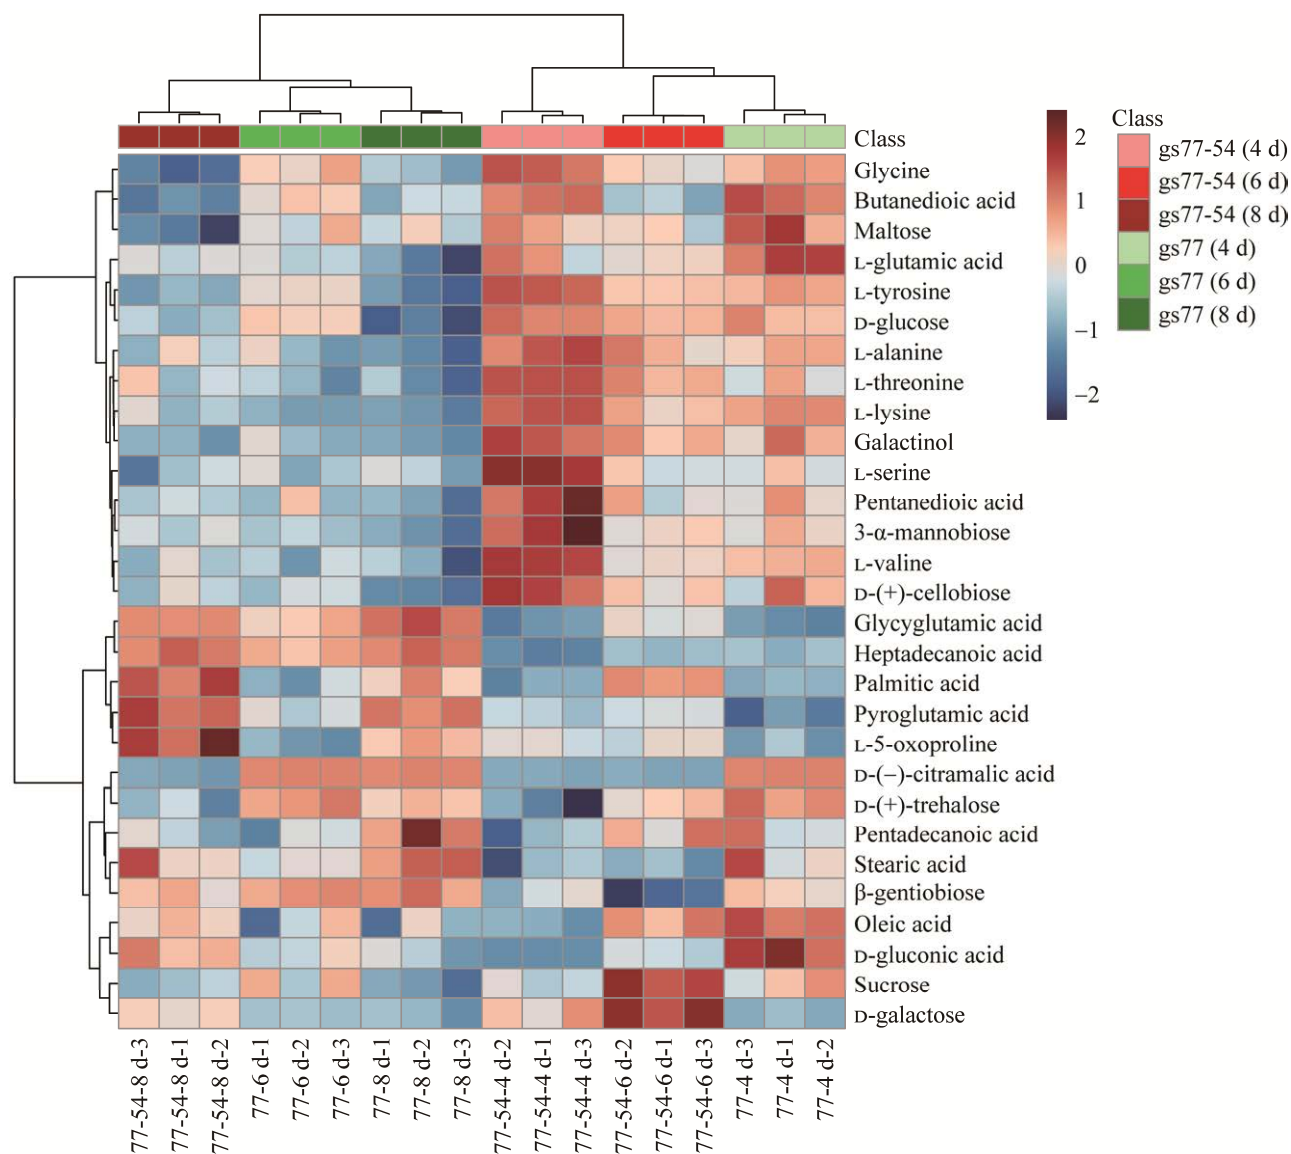 Class
Glycine
Butanedioic acid
Maltose
L-glutamic acid
L-tyrosine
D-glucose
L-alanine
L-threonine
L-lysine
Galactinol
L-serine
Pentanedioic acid
3-α-mannobiose
L-valine
D-(+)-cellobiose
Glycyglutamic acid
Heptadecanoic acid
Palmitic acid
Pyroglutamic acid
L-5-oxoproline
D-(−)-citramalic acid
D-(+)-trehalose
Pentadecanoic acid
Stearic acid
β-gentiobiose
Oleic acid
D-gluconic acid
Sucrose
D-galactose
2
1
0
−1
−2
Class
gs77-54 (4 d)
gs77-54 (6 d)
gs77-54 (8 d)
gs77 (4 d)
gs77 (6 d)
gs77 (8 d)
77-54-8 d-3
77-54-8 d-1
77-54-8 d-2
77-6 d-1
77-6 d-2
77-6 d-3
77-8 d-1
77-8 d-2
77-8 d-3
77-54-4 d-2
77-54-4 d-1
77-54-4 d-3
77-54-6 d-2
77-54-6 d-1
77-54-6 d-3
77-4 d-3
77-4 d-1
77-4 d-2